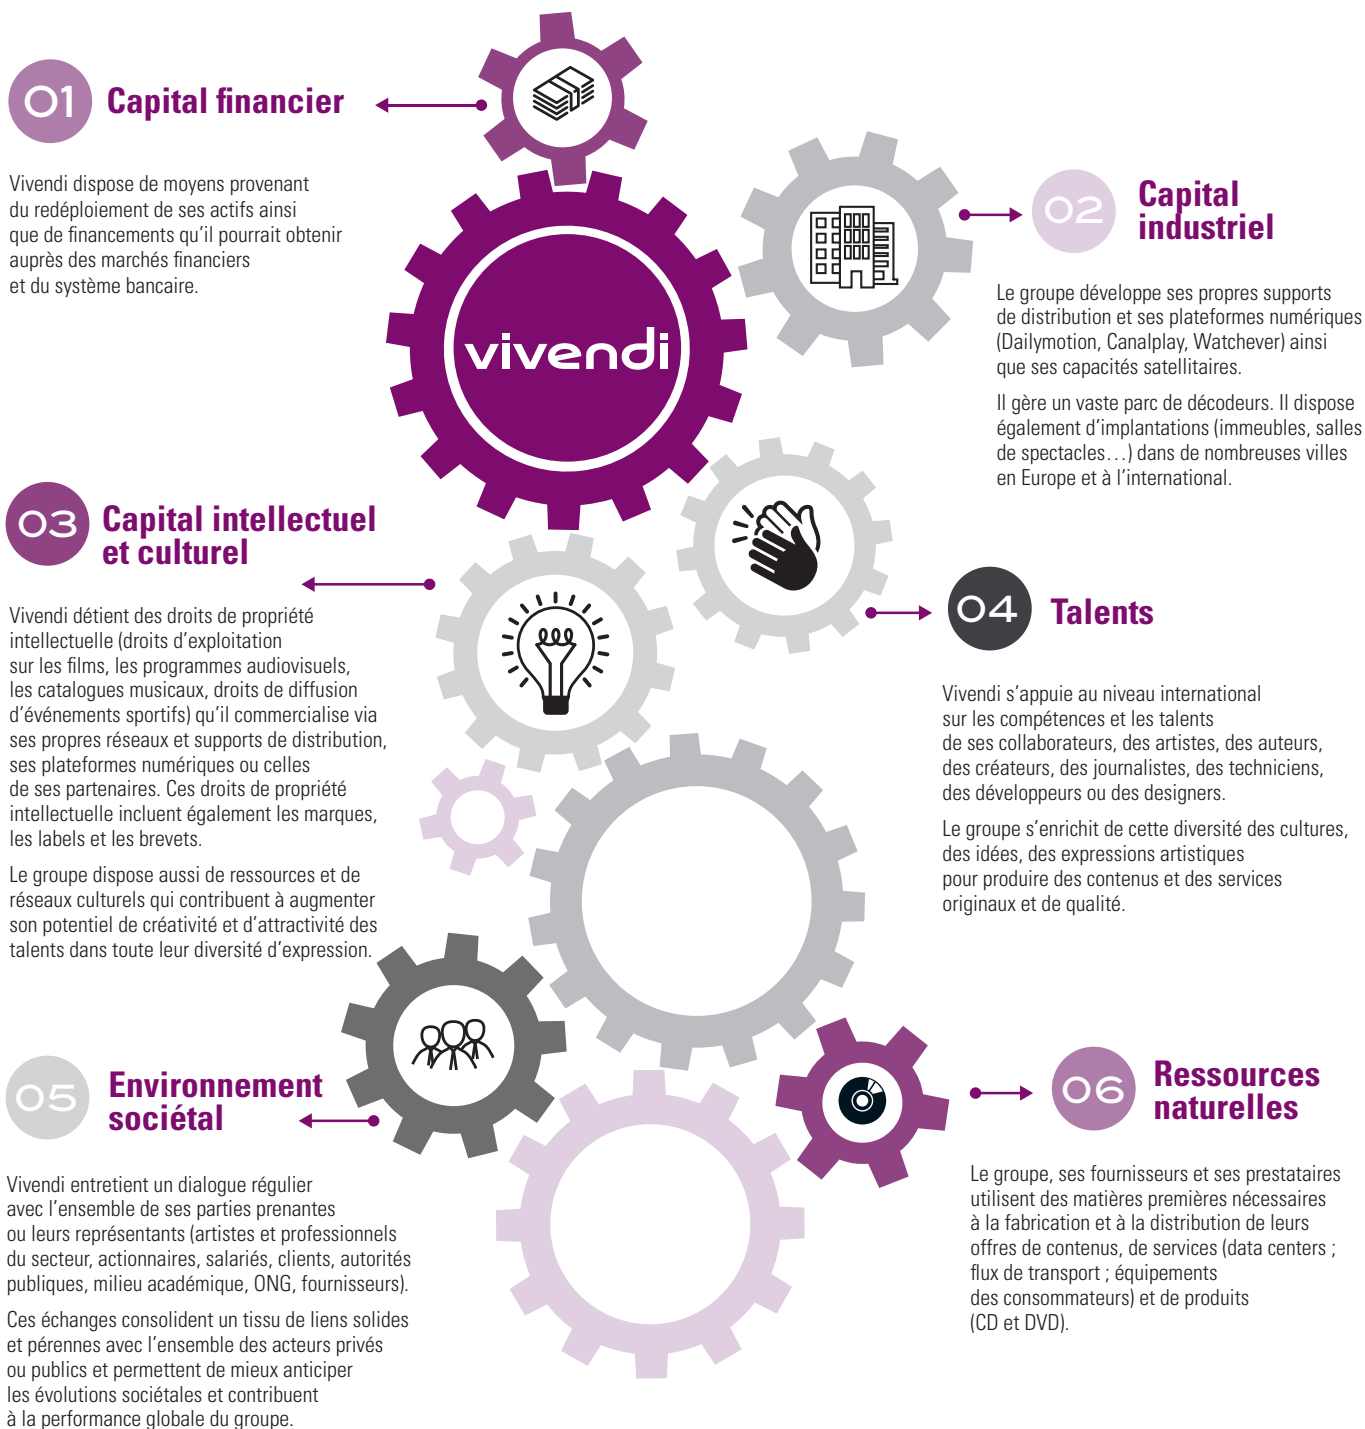 01 Capital financier
Vivendi dispose de moyens provenant
du redéploiement de ses actifs ainsi
que de financements qu'il pourrait obtenir
auprès des marchés financiers
et du système bancaire.
vivendi
02 Capital
industriel
Le groupe développe ses propres supports
de distribution et ses plateformes numériques
(Dailymotion, Canalplay, Watchever) ainsi
que ses capacités satellitaires.
Il gère un vaste parc de décodeurs. Il dispose
également d'implantations (immeubles, salles
de spectacles…) dans de nombreuses villes
en Europe et à l'international.
03 Capital intellectuel
et culturel
Vivendi détient des droits de propriété
intellectuelle (droits d'exploitation
sur les films, les programmes audiovisuels,
les catalogues musicaux, droits de diffusion
d'événements sportifs) qu'il commercialise via
ses propres réseaux et supports de distribution,
ses plateformes numériques ou celles
de ses partenaires. Ces droits de propriété
intellectuelle incluent également les marques,
les labels et les brevets.
Le groupe dispose aussi de ressources et de
réseaux culturels qui contribuent à augmenter
son potentiel de créativité et d'attractivité des
talents dans toute leur diversité d'expression.
04 Talents
Vivendi s'appuie au niveau international
sur les compétences et les talents
de ses collaborateurs, des artistes, des auteurs,
des créateurs, des journalistes, des techniciens,
des développeurs ou des designers.
Le groupe s'enrichit de cette diversité des cultures,
des idées, des expressions artistiques
pour produire des contenus et des services
originaux et de qualité.
05 Environnement
sociétal
Vivendi entretient un dialogue régulier
avec l'ensemble de ses parties prenantes
ou leurs représentants (artistes et professionnels
du secteur, actionnaires, salariés, clients, autorités
publiques, milieu académique, ONG, fournisseurs).
Ces échanges consolident un tissu de liens solides
et pérennes avec l'ensemble des acteurs privés
ou publics et permettent de mieux anticiper
les évolutions sociétales et contribuent
à la performance globale du groupe.
06 Ressources
naturelles
Le groupe, ses fournisseurs et ses prestataires
utilisent des matières premières nécessaires
à la fabrication et à la distribution de leurs
offres de contenus, de services (data centers ;
flux de transport ; équipements
des consommateurs) et de produits
(CD et DVD).